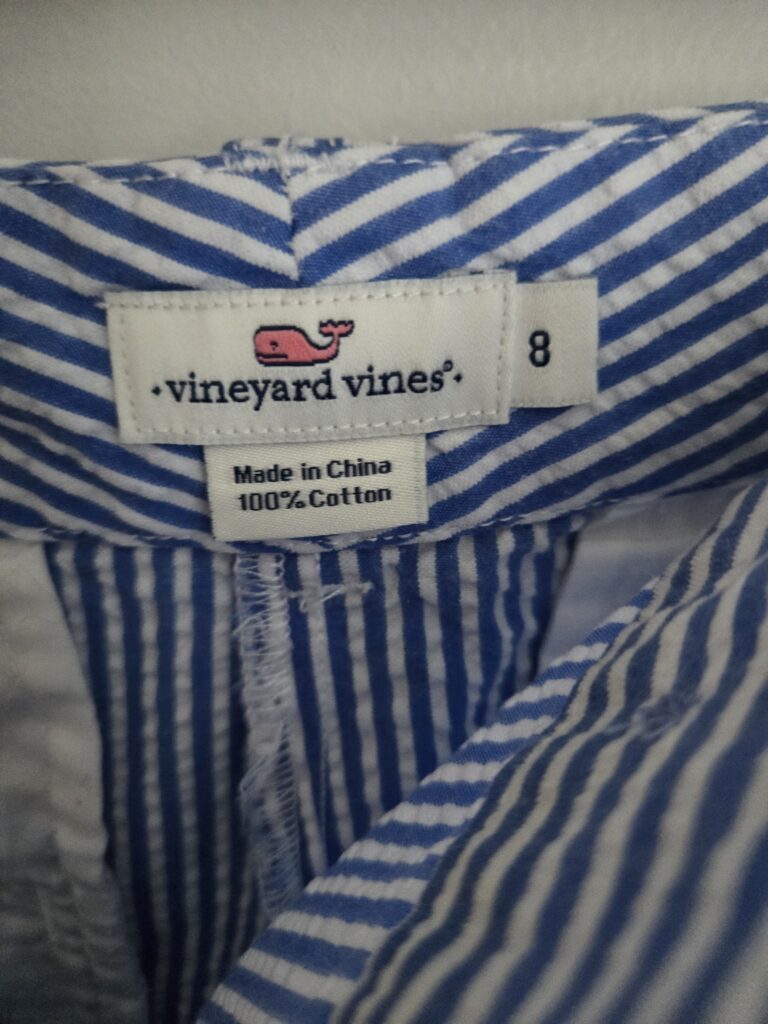 ·vineyard vines®·
8
Made in China
100% Cotton